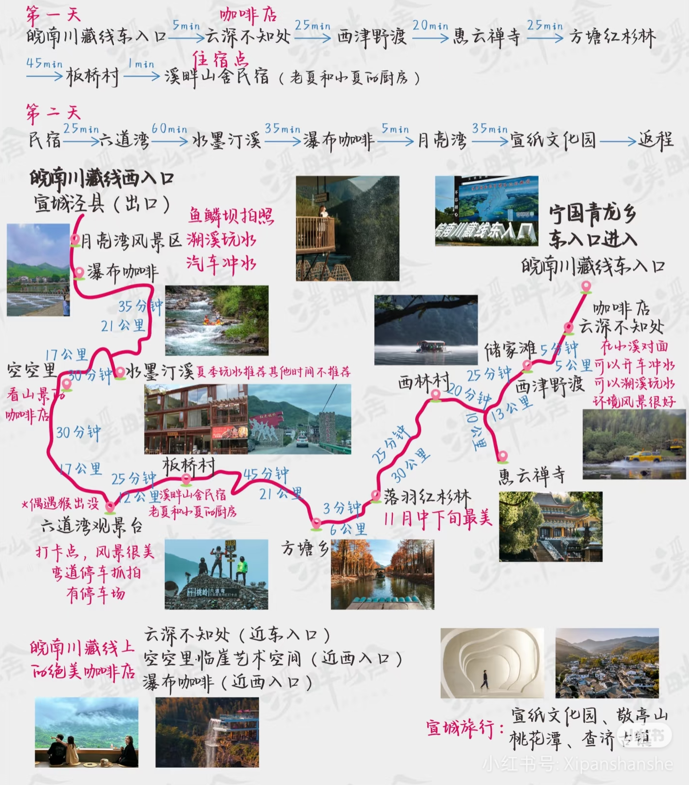 第一天
咖啡店
皖南川藏线东入口 5min 云深不知处 25min 西津野渡 20min 惠云禅寺 25min 方塘红杉林
住宿点
45min 板桥村 1min 溪畔山舍民宿（老夏和小夏的厨房）
第二天
民宿 25min 六道湾 60min 水墨汀溪 35min 瀑布咖啡 5min 月亮湾 35min 宣纸文化园 返程
皖南川藏线西入口
宣城泾县（出口）
月亮湾风景区
瀑布咖啡
鱼鳞坝拍照
溯溪玩水
汽车冲水
皖南川藏线东入口
宁国青龙乡
东入口进入
皖南川藏线东入口
咖啡店
云深不知处
在小溪对面
可以开车冲水
可以溯溪玩水
环境风景很好
5分钟
5公里
储家滩
西津野渡
25分钟
13公里
西林村
20分钟
10公里
惠云禅寺
25分钟
30公里
落羽红杉林
11月中下旬最美
3分钟
6公里
方塘乡
45分钟
21公里
板桥村
溪畔山舍民宿
老夏和小夏的厨房
25分钟
12公里
*偶遇猴出没
六道湾观景台
打卡点，风景很美
弯道停车抓拍
有停车场
30分钟
17公里
空空里
看山景的
咖啡店
17公里
30分钟
水墨汀溪 夏季玩水推荐其他时间不推荐
35分钟
21公里
皖南川藏线上
的绝美咖啡店
云深不知处（近东入口）
空空里临崖艺术空间（近西入口）
瀑布咖啡（近西入口）
宣城旅行：
宣纸文化园、敬亭山
桃花潭、查济古镇
小红书
小红书号 Xipanshanshe
溪畔山舍